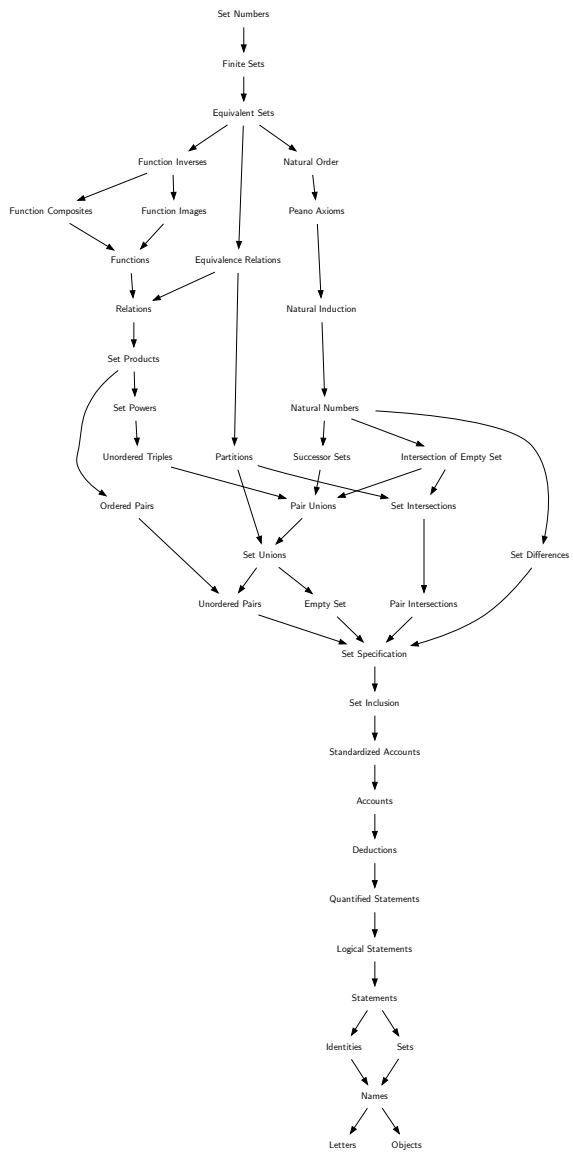 Set Numbers
Finite Sets
Equivalent Sets
Function Inverses
Natural Order
Function Composites
Function Images
Peano Axioms
Functions
Equivalence Relations
Relations
Natural Induction
Set Products
Set Powers
Natural Numbers
Unordered Triples
Partitions
Successor Sets
Intersection of Empty Set
Ordered Pairs
Pair Unions
Set Intersections
Set Unions
Set Differences
Unordered Pairs
Empty Set
Pair Intersections
Set Specification
Set Inclusion
Standardized Accounts
Accounts
Deductions
Quantified Statements
Logical Statements
Statements
Identities
Sets
Names
Letters
Objects